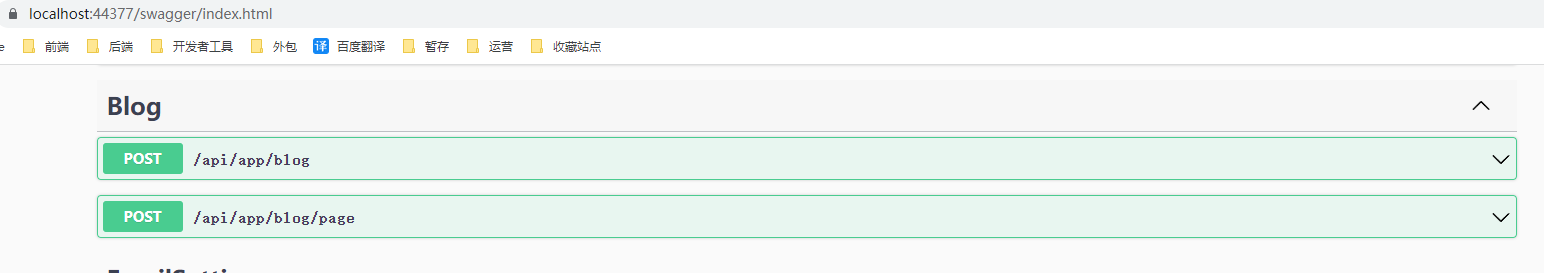 localhost:44377/swagger/index.html
e 前端 后端 开发者工具 外包 译 百度翻译 暂存 运营 收藏站点
Blog
POST /api/app/blog
POST /api/app/blog/page